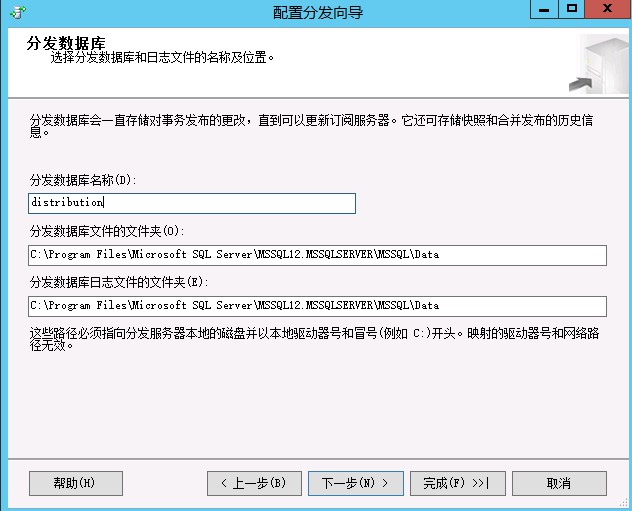 配置分发向导
分发数据库
选择分发数据库和日志文件的名称及位置。
分发数据库会一直存储对事务发布的更改，直到可以更新订阅服务器。它还可存储快照和合并发布的历史信
息。
分发数据库名称(D):
distribution
分发数据库文件的文件夹(O):
C:\Program Files\Microsoft SQL Server\MSSQL12.MSSQLSERVER\MSSQL\Data
分发数据库日志文件的文件夹(E):
C:\Program Files\Microsoft SQL Server\MSSQL12.MSSQLSERVER\MSSQL\Data
这些路径必须指向分发服务器本地的磁盘并以本地驱动器号和冒号(例如 C:)开头。映射的驱动器号和网络路
径无效。
帮助(H) < 上一步(B) 下一步(N) > 完成(F) >>| 取消